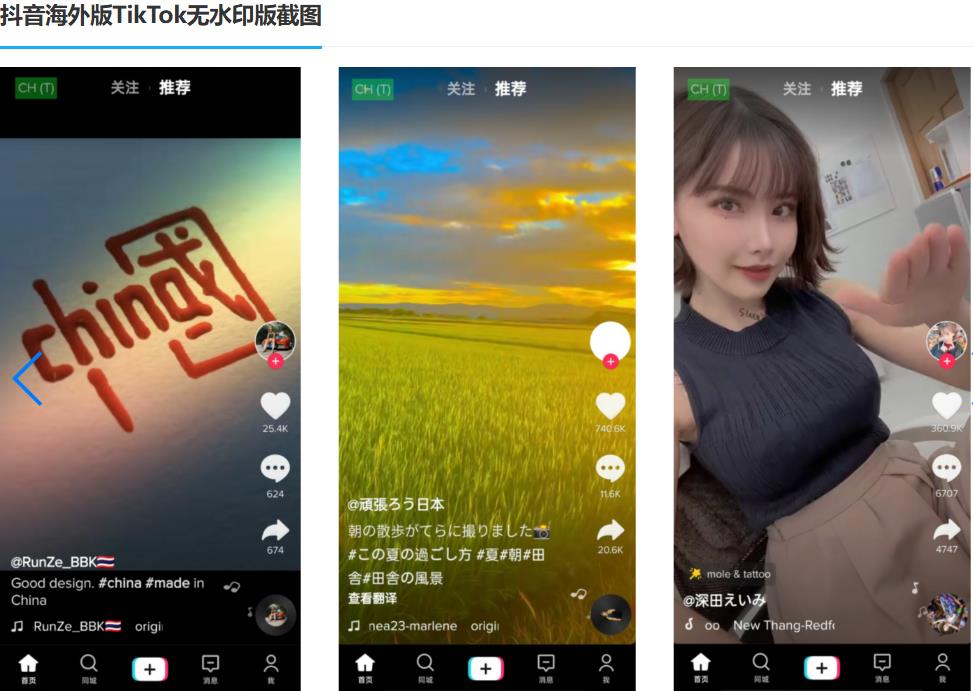 抖音海外版TikTok无水印版截图
CH (T)
关注
推荐
china
國
25.4K
624
674
@RunZe_BBK
Good design. #china #made in
China
RunZe_BBK origi
首页
同城
消息
我
CH (T)
关注
推荐
740.6K
11.6K
20.6K
@頑張ろう日本
朝の散歩がてらに撮りました
#この夏の過ごし方 #夏#朝#田
舎#田舎の風景
查看翻译
nea23-marlene origi
首页
同城
消息
我
CH (T)
关注
推荐
360.9K
6707
4747
mole & tattoo
@深田えいみ
oo New Thang-Redf
首页
同城
消息
我